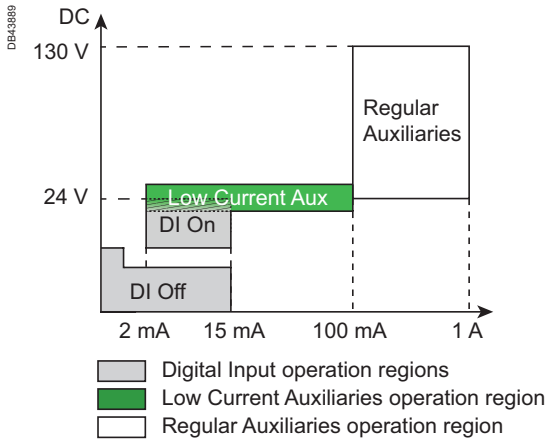 DB43889
DC
130 V
Regular
Auxiliaries
24 V
Low Current Aux
DI On
DI Off
2 mA
15 mA
100 mA
1 A
Digital Input operation regions
Low Current Auxiliaries operation region
Regular Auxiliaries operation region